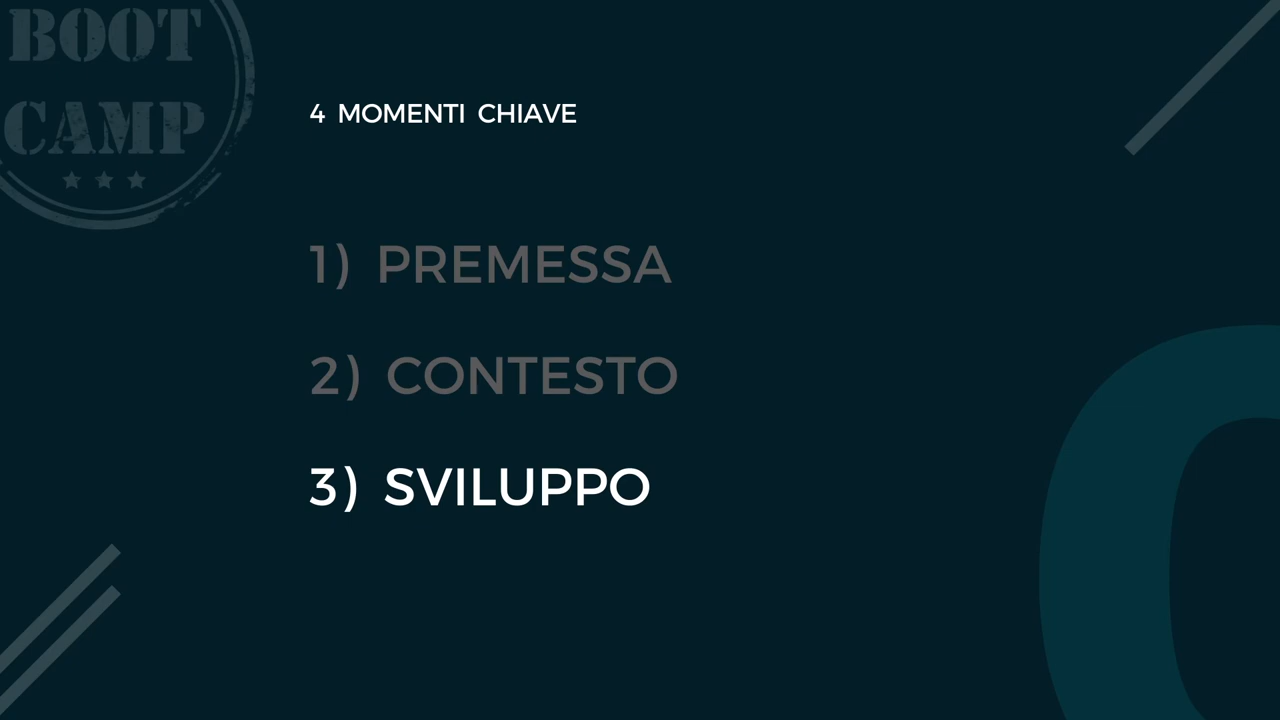 BOOT
CAMP
4 MOMENTI CHIAVE
1) PREMESSA
2) CONTESTO
3) SVILUPPO